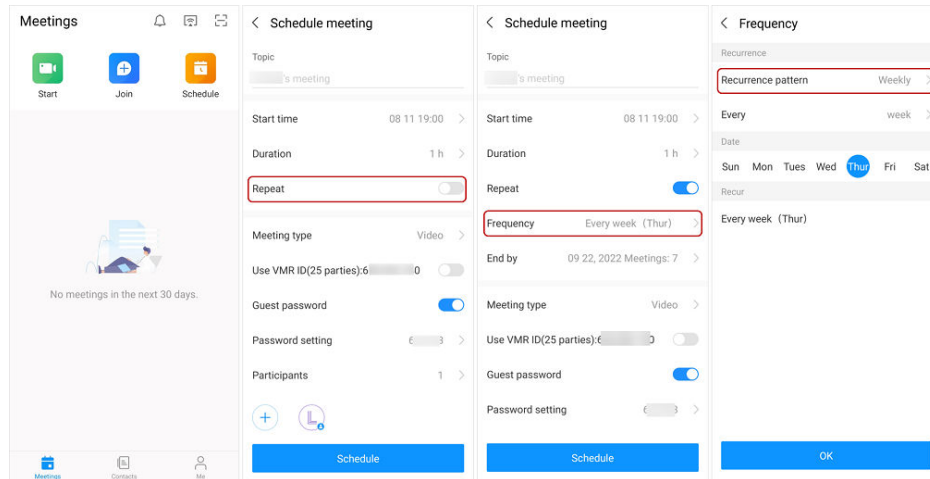 Meetings
Start
Join
Schedule
No meetings in the next 30 days.
Meetings
Contacts
Me
Schedule meeting
Topic
's meeting
Start time
08 11 19:00
Duration
1 h
Repeat
Meeting type
Video
Use VMR ID(25 parties):6 0
Guest password
Password setting
6 3
Participants
1
L
Schedule
Schedule meeting
Topic
's meeting
Start time
08 11 19:00
Duration
1 h
Repeat
Frequency
Every week (Thur)
End by
09 22, 2022 Meetings: 7
Meeting type
Video
Use VMR ID(25 parties):
Guest password
Password setting
Schedule
Frequency
Recurrence
Recurrence pattern
Weekly
Every
week
Date
Sun Mon Tues Wed Thur Fri Sat
Recur
Every week (Thur)
OK